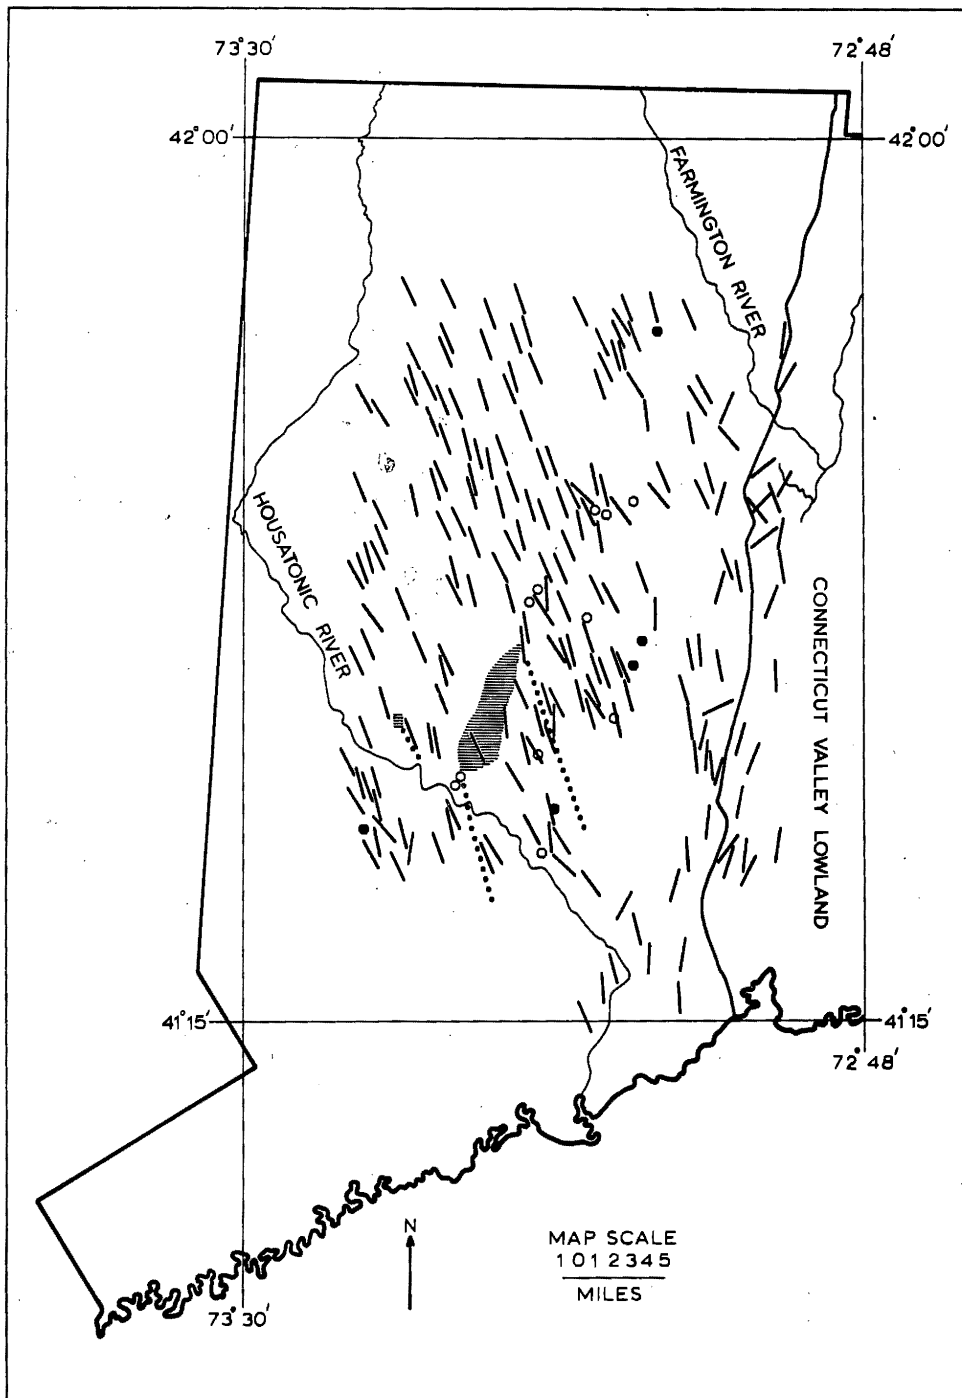 73°30'
72°48'
42°00'
42°00'
FARMINGTON RIVER
HOUSATONIC RIVER
CONNECTICUT VALLEY LOWLAND
41°15'
41°15'
72°48'
N
MAP SCALE
1 0 1 2 3 4 5
MILES
73°30'